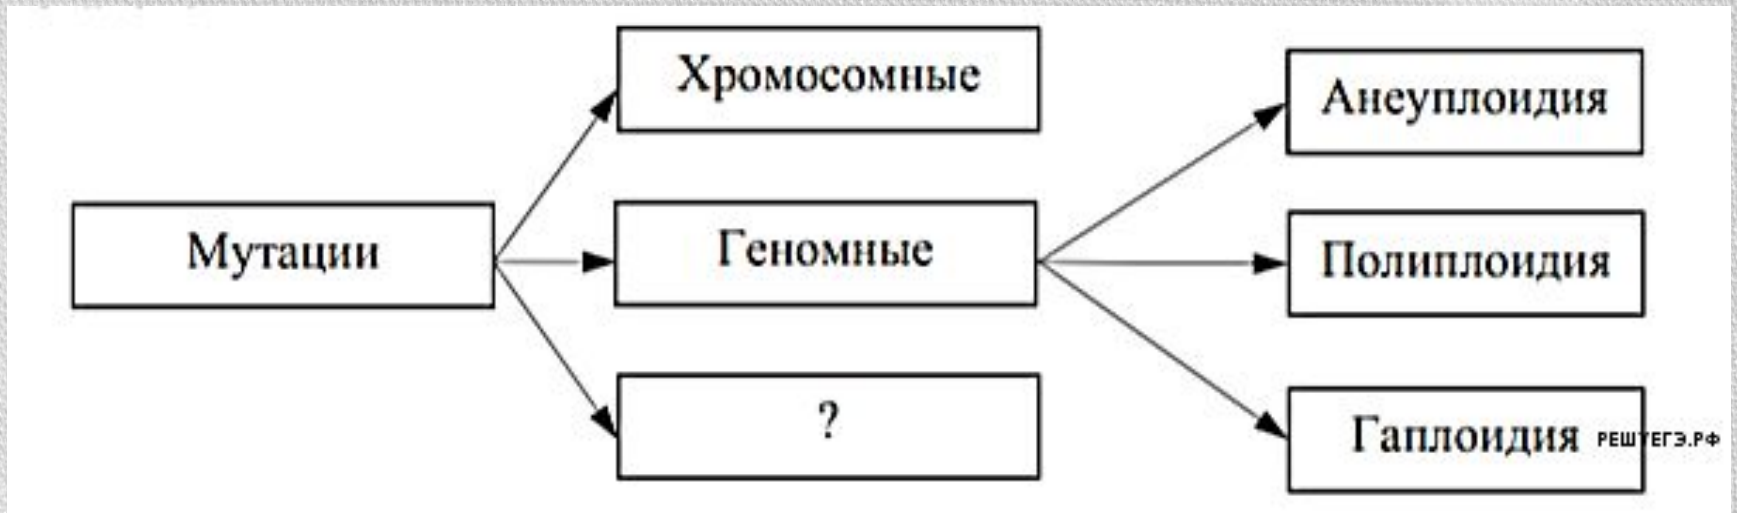 Хромосомные
Анеуплоидия
Мутации
Геномные
Полиплоидия
?
Гаплоидия
РЕШУЕГЭ.РФ